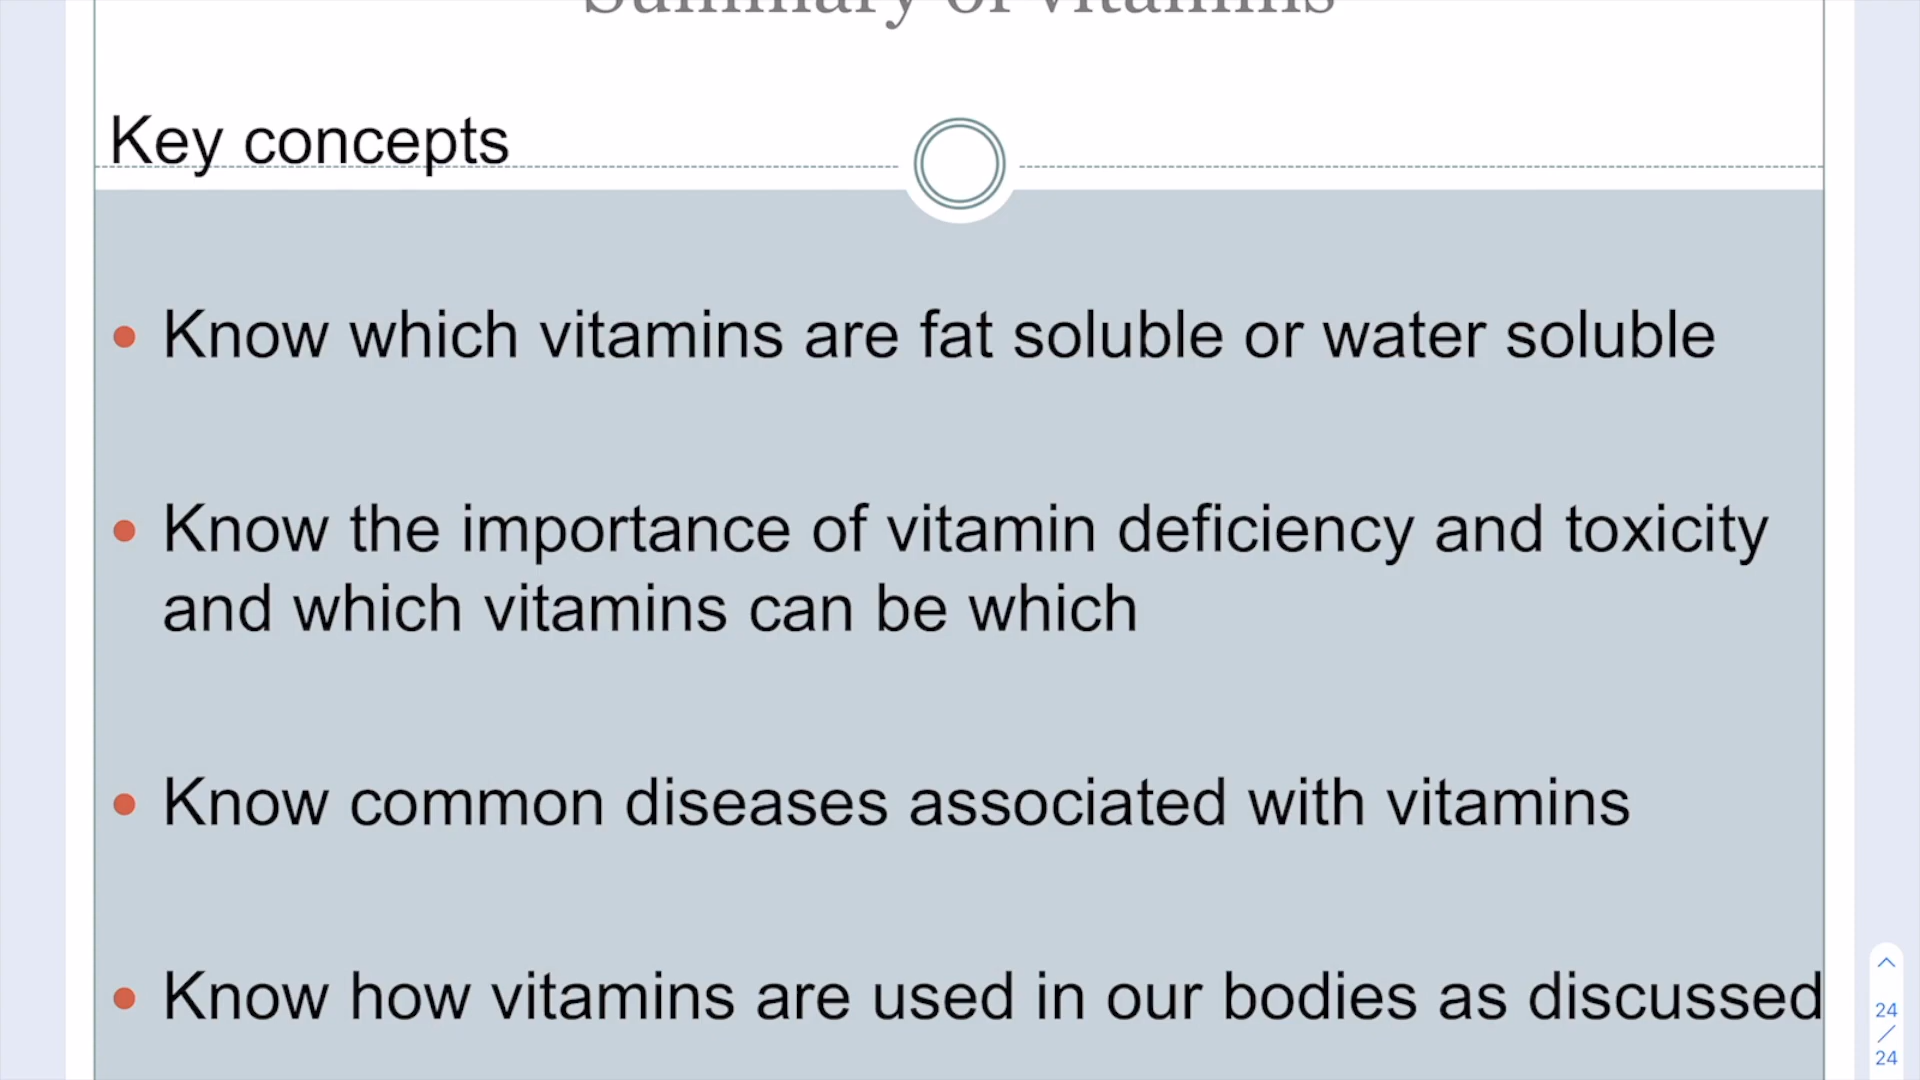 Summary of vitamins
Key concepts
Know which vitamins are fat soluble or water soluble
Know the importance of vitamin deficiency and toxicity
and which vitamins can be which
Know common diseases associated with vitamins
Know how vitamins are used in our bodies as discussed
24
/
24